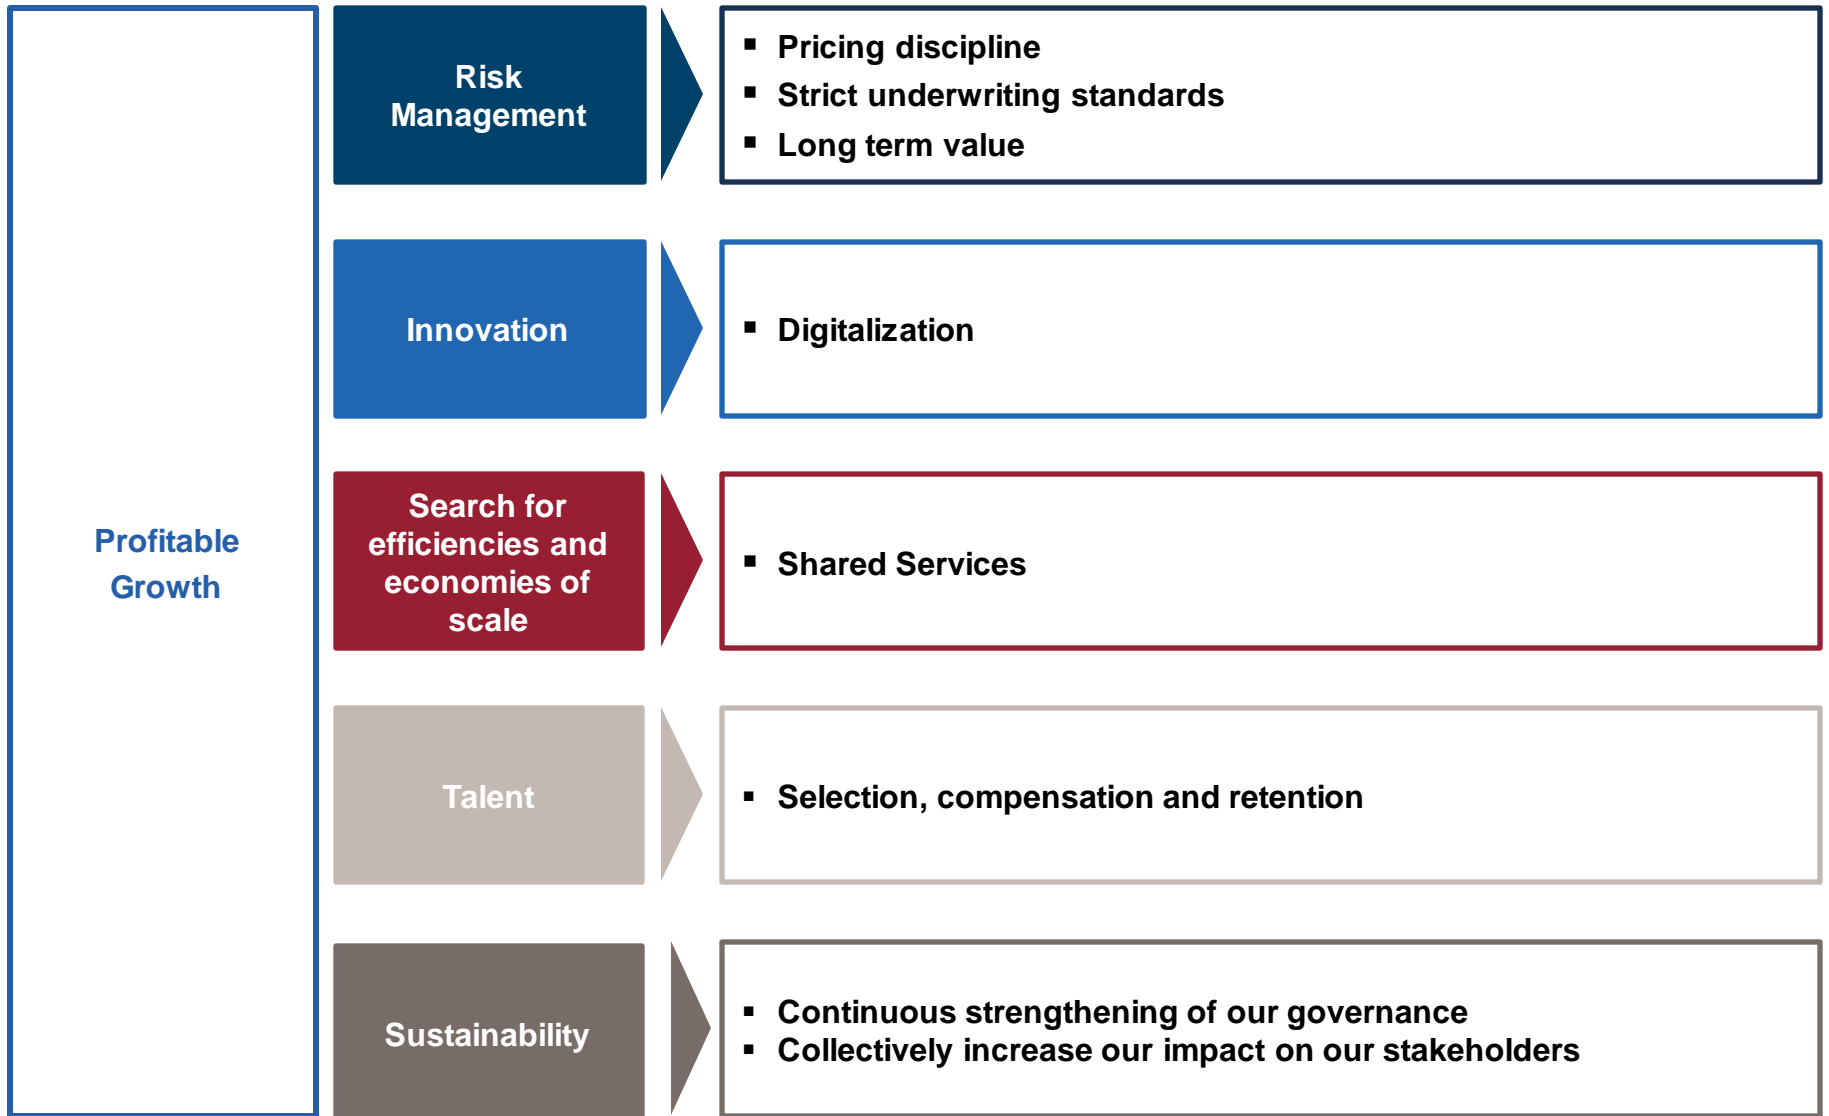 Profitable
Growth
Risk
Management
▪ Pricing discipline
▪ Strict underwriting standards
▪ Long term value
Innovation
▪ Digitalization
Search for
efficiencies and
economies of
scale
▪ Shared Services
Talent
▪ Selection, compensation and retention
Sustainability
▪ Continuous strengthening of our governance
▪ Collectively increase our impact on our stakeholders